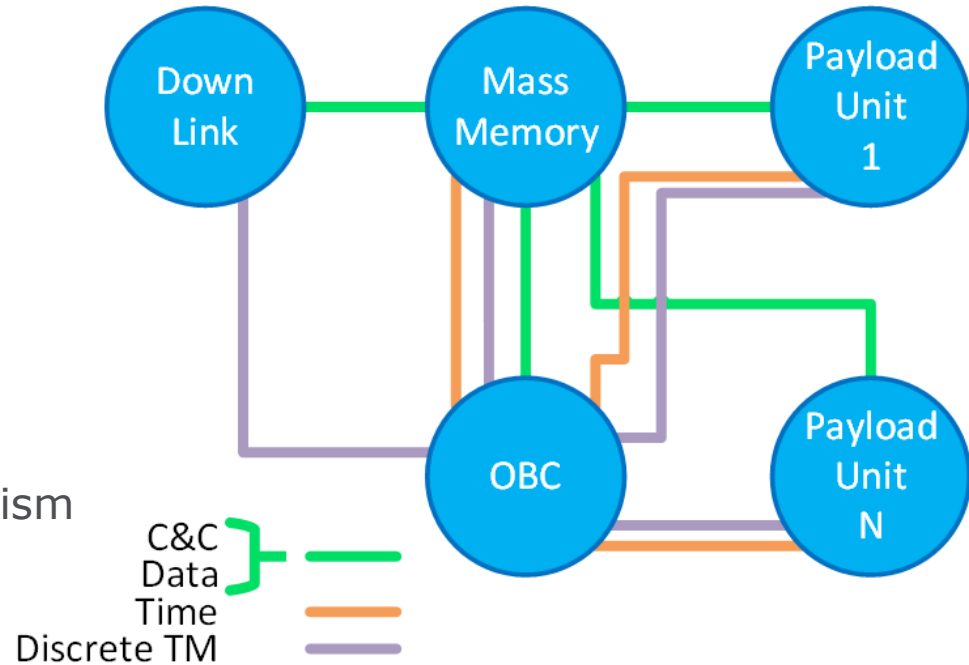 Down
Link
Mass
Memory
Payload
Unit
1
OBC
Payload
Unit
N
ism
C&C
Data
Time
Discrete TM